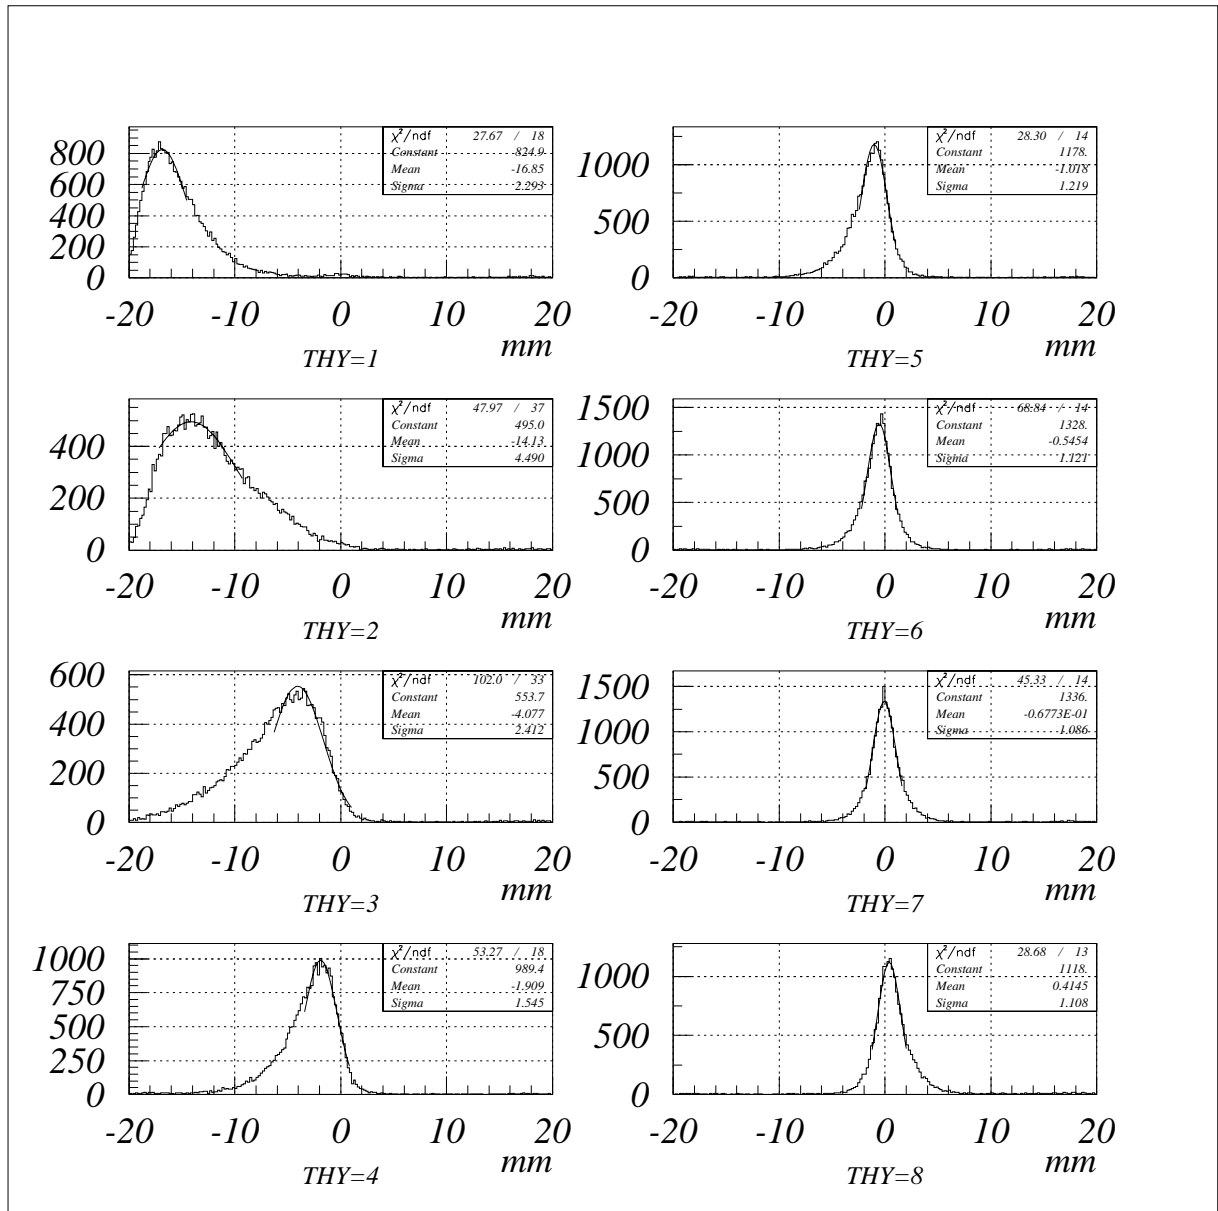 χ²/ndf 27.67 / 18
Constant 824.9
Mean -16.85
Sigma 2.293
800
600
400
200
0
-20 -10 0 10 20
mm
THY=1
χ²/ndf 28.30 / 14
Constant 1178.
Mean -1.018
Sigma 1.219
1000
500
0
-20 -10 0 10 20
mm
THY=5
χ²/ndf 47.97 / 37
Constant 495.0
Mean -14.13
Sigma 4.490
400
200
0
-20 -10 0 10 20
mm
THY=2
χ²/ndf 68.84 / 14
Constant 1328.
Mean -0.5454
Sigma 1.121
1500
1000
500
0
-20 -10 0 10 20
mm
THY=6
χ²/ndf 102.0 / 33
Constant 553.7
Mean -4.077
Sigma 2.412
600
400
200
0
-20 -10 0 10 20
mm
THY=3
χ²/ndf 45.33 / 14
Constant 1336.
Mean -0.6773E-01
Sigma 1.086
1500
1000
500
0
-20 -10 0 10 20
mm
THY=7
χ²/ndf 53.27 / 18
Constant 989.4
Mean -1.909
Sigma 1.545
1000
750
500
250
0
-20 -10 0 10 20
mm
THY=4
χ²/ndf 28.68 / 13
Constant 1118.
Mean 0.4145
Sigma 1.108
1000
500
0
-20 -10 0 10 20
mm
THY=8